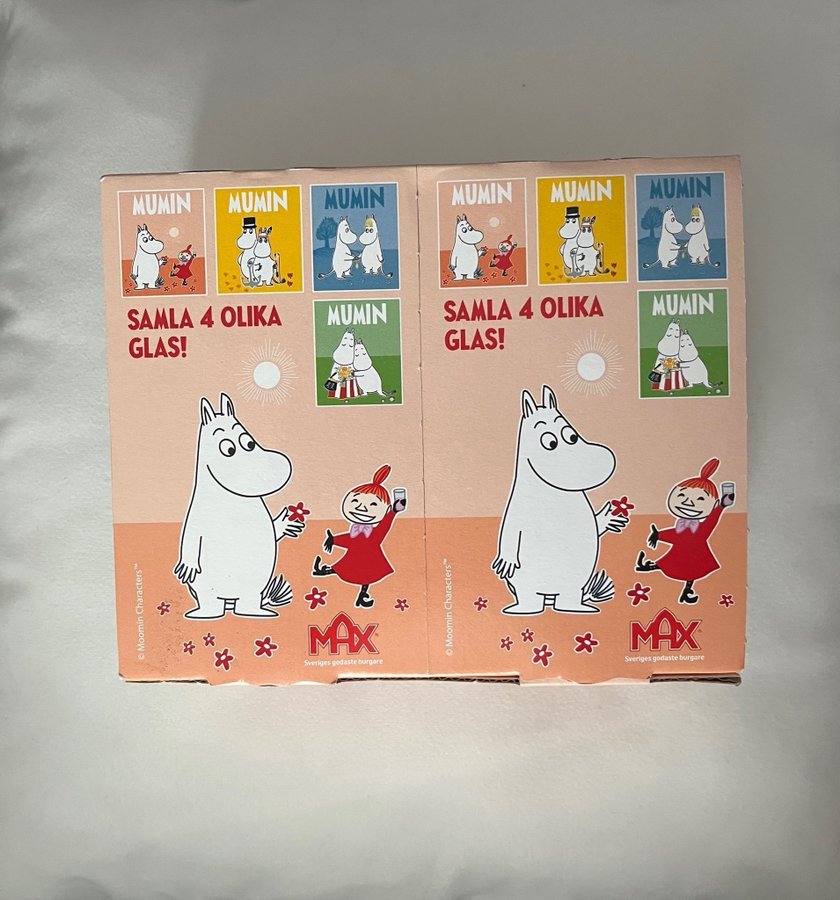 MUMIN
MUMIN
MUMIN
SAMLA 4 OLIKA
GLAS!
MUMIN
© Moomin Characters™
MAX
Sveriges godaste burgare
MUMIN
MUMIN
MUMIN
SAMLA 4 OLIKA
GLAS!
MUMIN
© Moomin Characters™
MAX
Sveriges godaste burgare